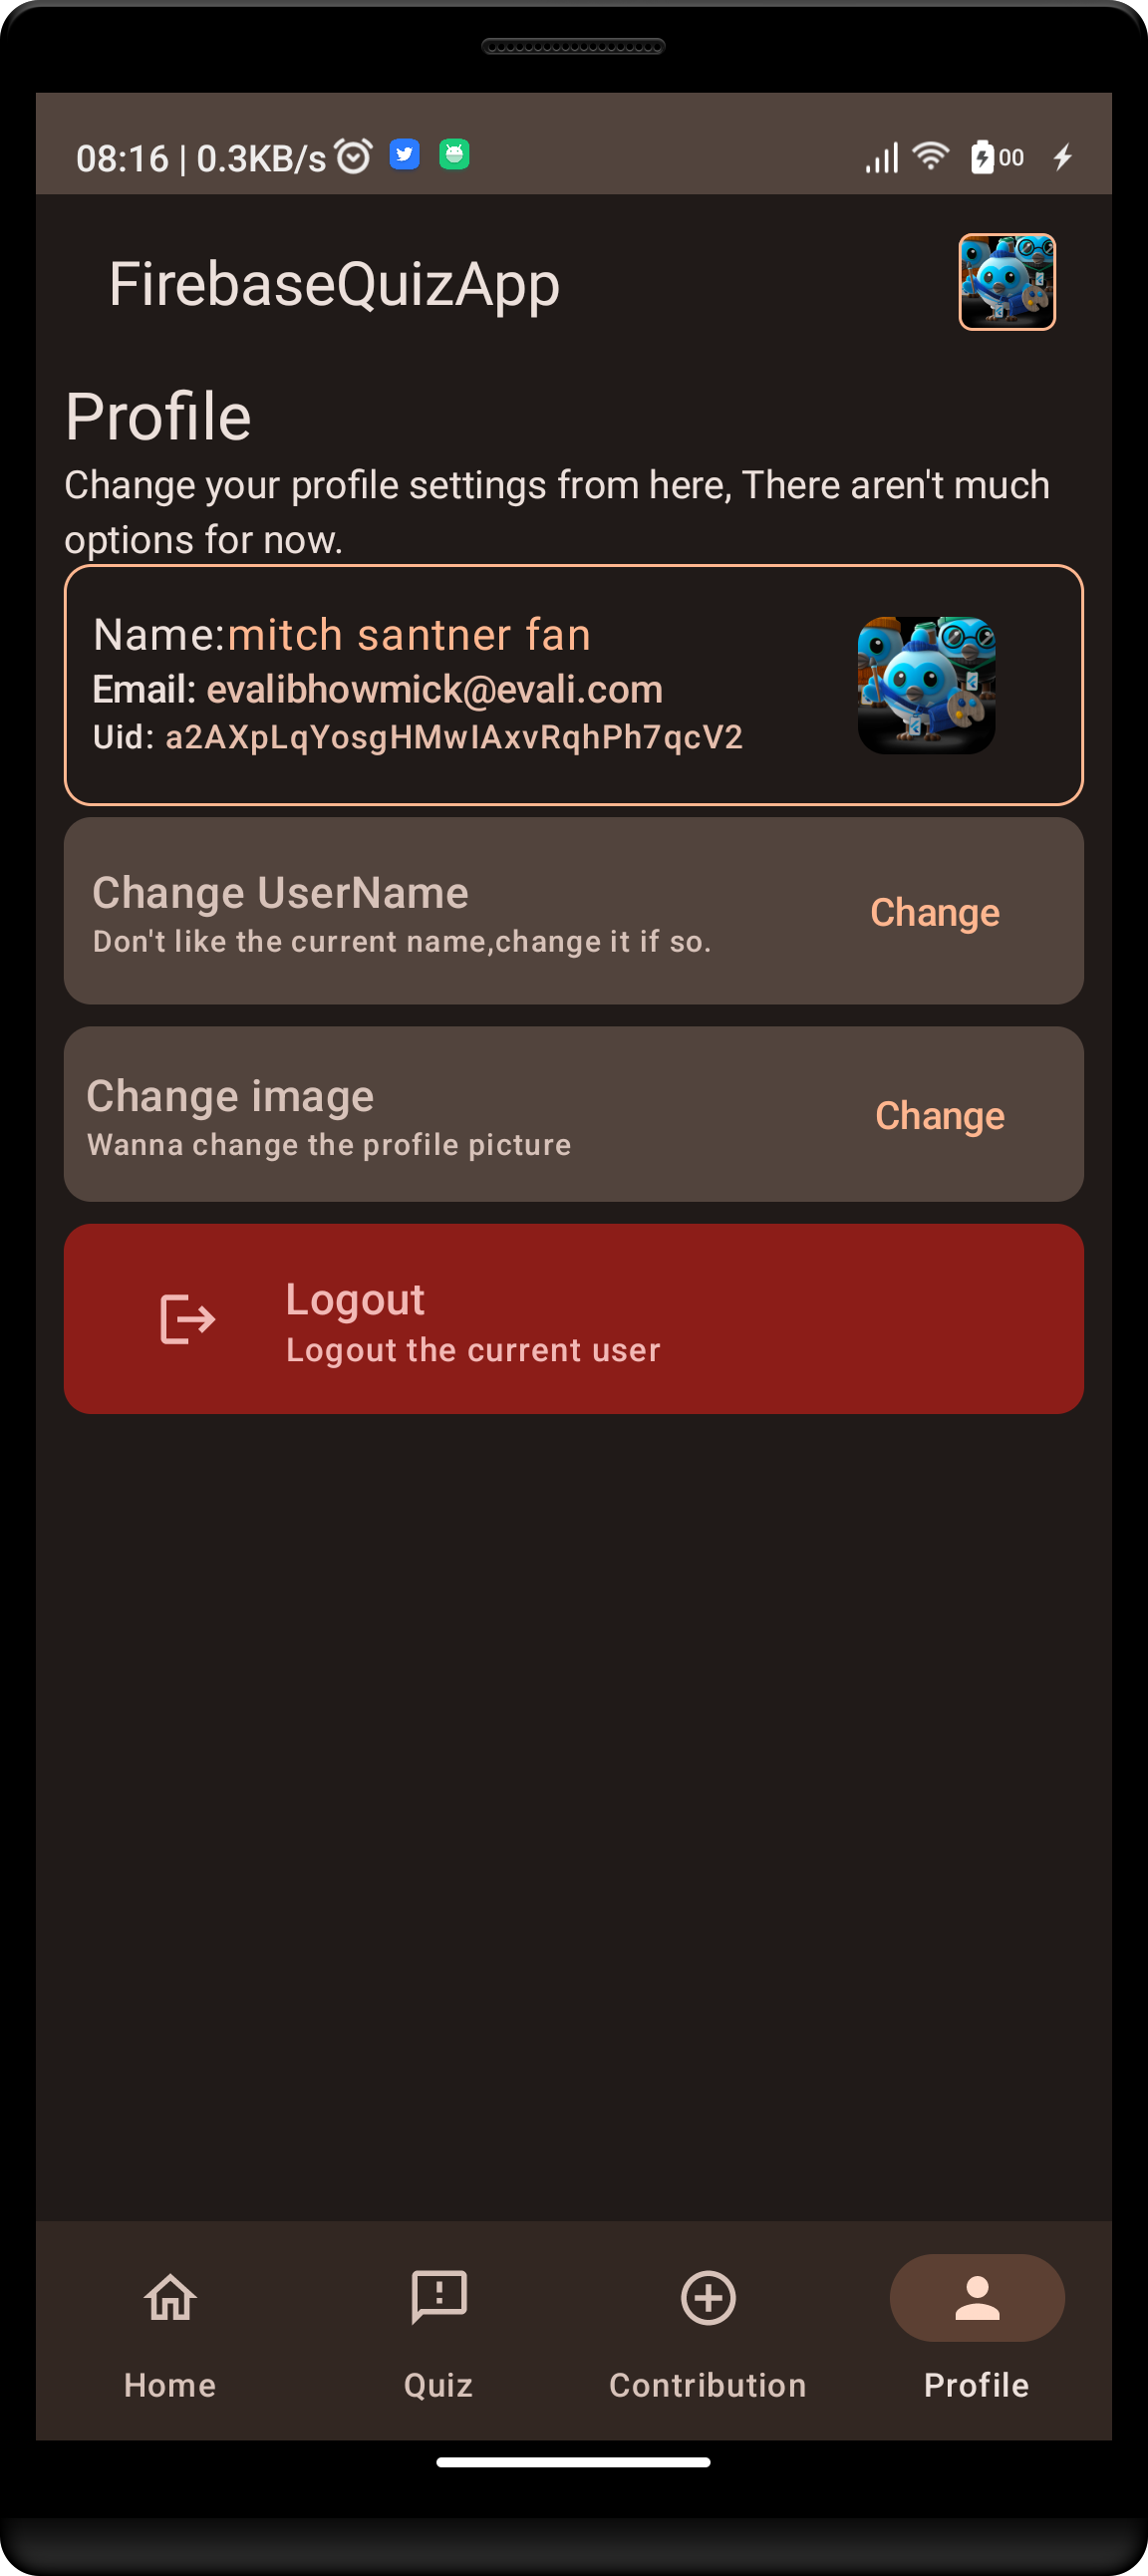 08:16 | 0.3KB/s 00
FirebaseQuizApp
Profile
Change your profile settings from here, There aren't much
options for now.
Name:mitch santner fan
Email: evalibhowmick@evali.com
Uid: a2AXpLqYosgHMwIAxvRqhPh7qcV2
Change UserName
Don't like the current name,change it if so.
Change
Change image
Wanna change the profile picture
Change
Logout
Logout the current user
Home
Quiz
Contribution
Profile